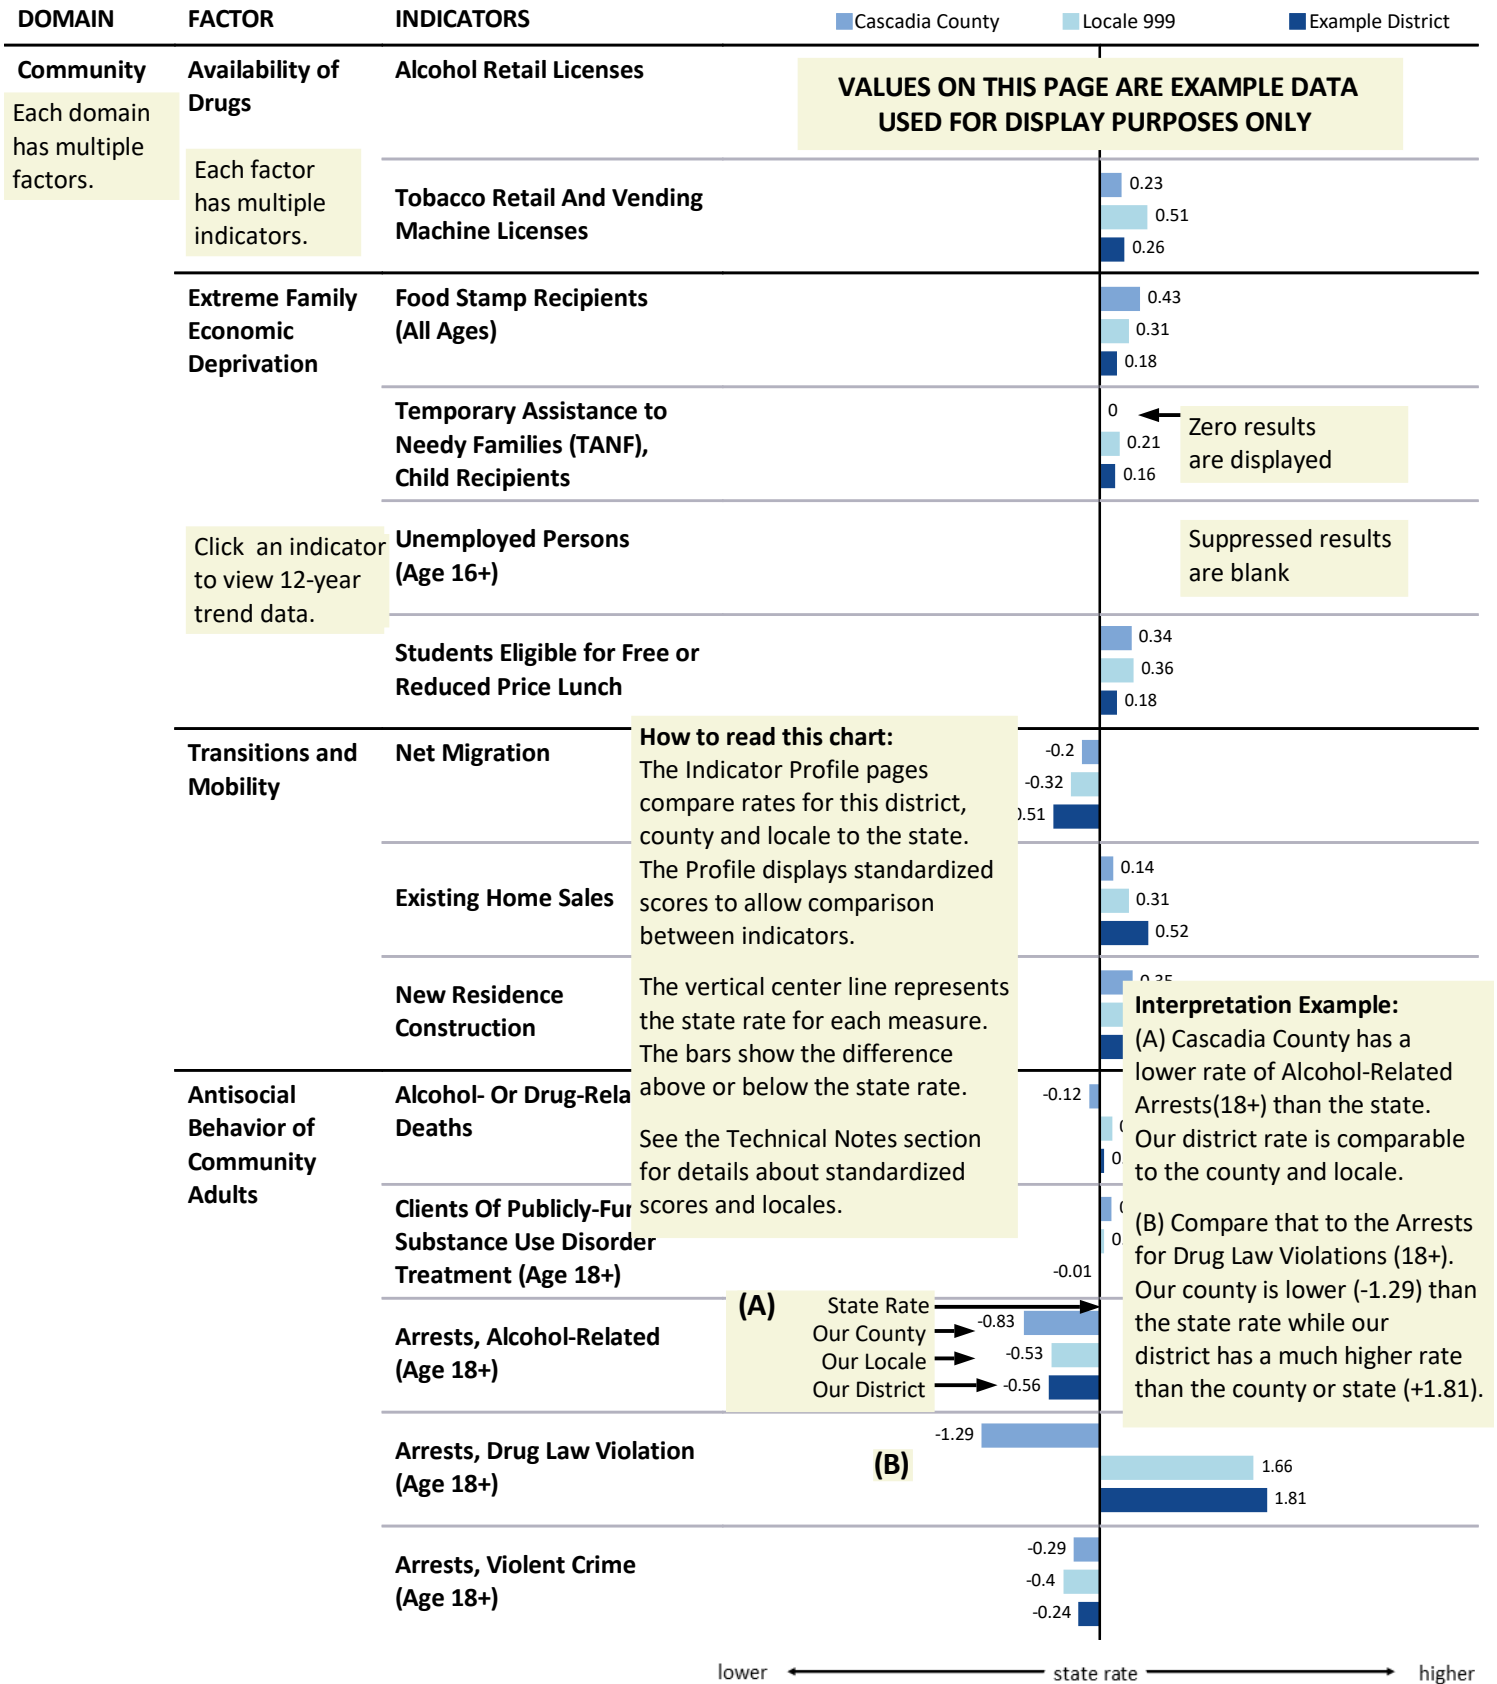 DOMAIN FACTOR INDICATORS Cascadia County Locale 999 Example District
Community
Each domain
has multiple
factors.
Availability of
Drugs
Each factor
has multiple
indicators.
Alcohol Retail Licenses
VALUES ON THIS PAGE ARE EXAMPLE DATA
USED FOR DISPLAY PURPOSES ONLY
Tobacco Retail And Vending
Machine Licenses
0.23
0.51
0.26
Extreme Family
Economic
Deprivation
Food Stamp Recipients
(All Ages)
0.43
0.31
0.18
Temporary Assistance to
Needy Families (TANF),
Child Recipients
0
0.21
0.16
Zero results
are displayed
Click an indicator
to view 12-year
trend data.
Unemployed Persons
(Age 16+)
Suppressed results
are blank
Students Eligible for Free or
Reduced Price Lunch
0.34
0.36
0.18
Transitions and
Mobility
Net Migration
-0.2
-0.32
.51
How to read this chart:
The Indicator Profile pages
compare rates for this district,
county and locale to the state.
The Profile displays standardized
scores to allow comparison
between indicators.
The vertical center line represents
the state rate for each measure.
The bars show the difference
above or below the state rate.
See the Technical Notes section
for details about standardized
scores and locales.
Existing Home Sales
0.14
0.31
0.52
New Residence
Construction
Interpretation Example:
(A) Cascadia County has a
lower rate of Alcohol-Related
Arrests(18+) than the state.
Our district rate is comparable
to the county and locale.
(B) Compare that to the Arrests
for Drug Law Violations (18+).
Our county is lower (-1.29) than
the state rate while our
district has a much higher rate
than the county or state (+1.81).
Antisocial
Behavior of
Community
Adults
Alcohol- Or Drug-Rela
Deaths
-0.12
Clients Of Publicly-Fu
Substance Use Disorder
Treatment (Age 18+)
-0.01
Arrests, Alcohol-Related
(Age 18+)
(A)
State Rate
Our County
Our Locale
Our District
-0.83
-0.53
-0.56
Arrests, Drug Law Violation
(Age 18+)
(B)
-1.29
1.66
1.81
Arrests, Violent Crime
(Age 18+)
-0.29
-0.4
-0.24
lower state rate higher